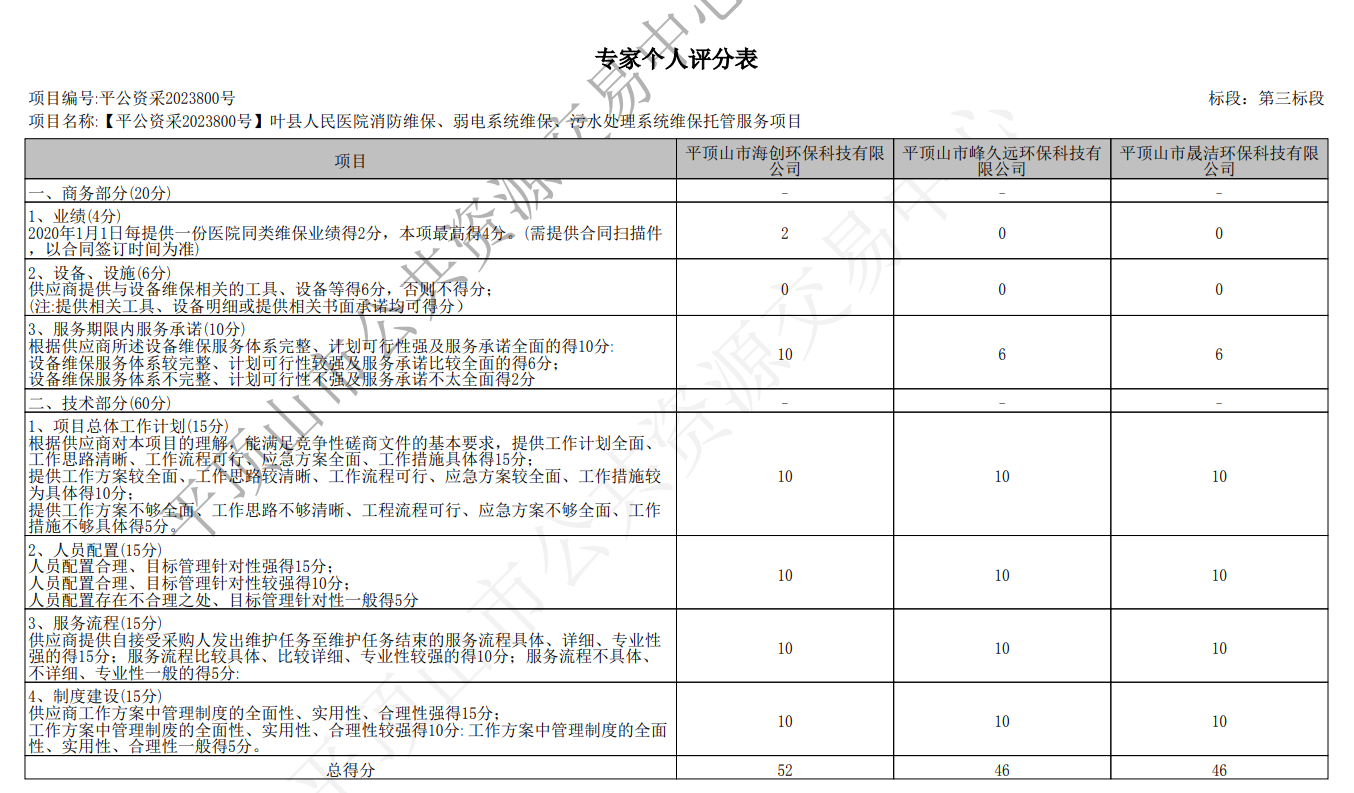 专家个人评分表
项目编号:平公资采2023800号
标段：第三标段
项目名称:【平公资采2023800号】叶县人民医院消防维保、弱电系统维保、污水处理系统维保托管服务项目
项目
平顶山市海创环保科技有限
公司
平顶山市峰久远环保科技有
限公司
平顶山市晟洁环保科技有限
公司
一、商务部分(20分)
-
-
-
1、业绩(4分)
2020年1月1日每提供一份医院同类维保业绩得2分，本项最高得4分。(需提供合同扫描件
，以合同签订时间为准)
2
0
0
2、设备、设施(6分)
供应商提供与设备维保相关的工具、设备等得6分，否则不得分；
(注:提供相关工具、设备明细或提供相关书面承诺均可得分）
0
0
0
3、服务期限内服务承诺(10分)
根据供应商所述设备维保服务体系完整、计划可行性强及服务承诺全面的得10分:
设备维保服务体系较完整、计划可行性较强及服务承诺比较全面的得6分；
设备维保服务体系不完整、计划可行性不强及服务承诺不太全面得2分
10
6
6
二、技术部分(60分)
-
-
-
1、项目总体工作计划(15分)
根据供应商对本项目的理解，能满足竞争性磋商文件的基本要求，提供工作计划全面、
工作思路清晰、工作流程可行、应急方案全面、工作措施具体得15分；
提供工作方案较全面、工作思路较清晰、工作流程可行、应急方案较全面、工作措施较
为具体得10分；
提供工作方案不够全面、工作思路不够清晰、工程流程可行、应急方案不够全面、工作
措施不够具体得5分。
10
10
10
2、人员配置(15分)
人员配置合理、目标管理针对性强得15分；
人员配置合理、目标管理针对性较强得10分；
人员配置存在不合理之处、目标管理针对性一般得5分
10
10
10
3、服务流程(15分)
供应商提供自接受采购人发出维护任务至维护任务结束的服务流程具体、详细、专业性
强的得15分；服务流程比较具体、比较详细、专业性较强的得10分；服务流程不具体、
不详细、专业性一般的得5分:
10
10
10
4、制度建设(15分)
供应商工作方案中管理制度的全面性、实用性、合理性强得15分；
工作方案中管理制度的全面性、实用性、合理性较强得10分:工作方案中管理制度的全面
性、实用性、合理性一般得5分。
10
10
10
总得分
52
46
46
平顶山市公共资源交易中心
平顶山市公共资源交易中心